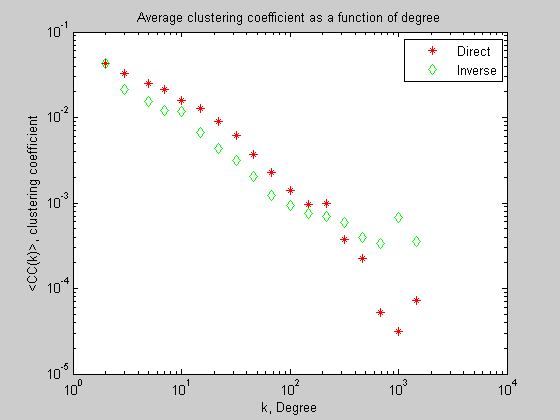 Average clustering coefficient as a function of degree
Direct
Inverse
<CC(k)>, clustering coefficient
10^-1
10^-2
10^-3
10^-4
10^-5
10^0
10^1
10^2
10^3
10^4
k, Degree